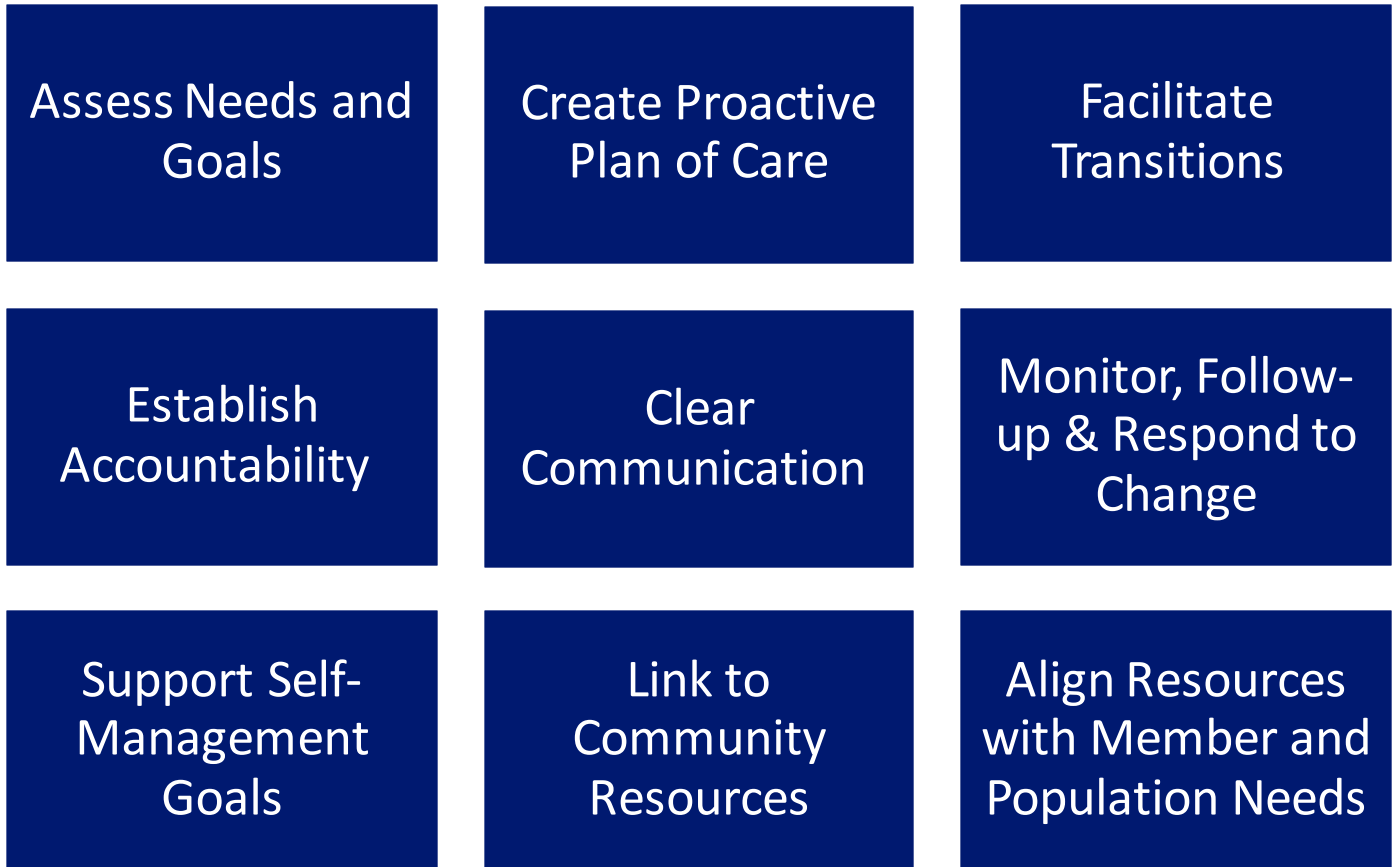 Assess Needs and
Goals
Create Proactive
Plan of Care
Facilitate
Transitions
Establish
Accountability
Clear
Communication
Monitor, Follow-
up & Respond to
Change
Support Self-
Management
Goals
Link to
Community
Resources
Align Resources
with Member and
Population Needs